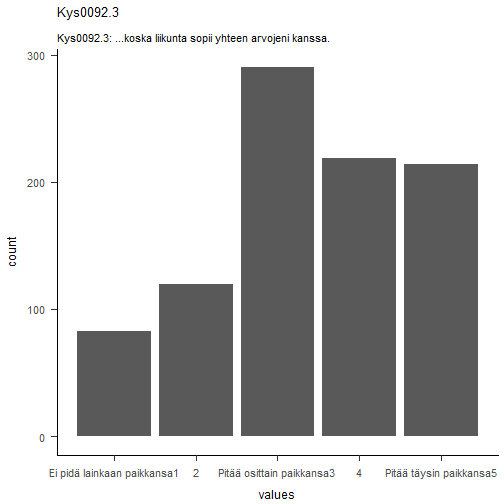 Kys0092.3
Kys0092.3: ...koska liikunta sopii yhteen arvojeni kanssa.
300
200
100
0
count
Ei pidä lainkaan paikkansa1 2 Pitää osittain paikkansa3 4 Pitää täysin paikkansa5
values